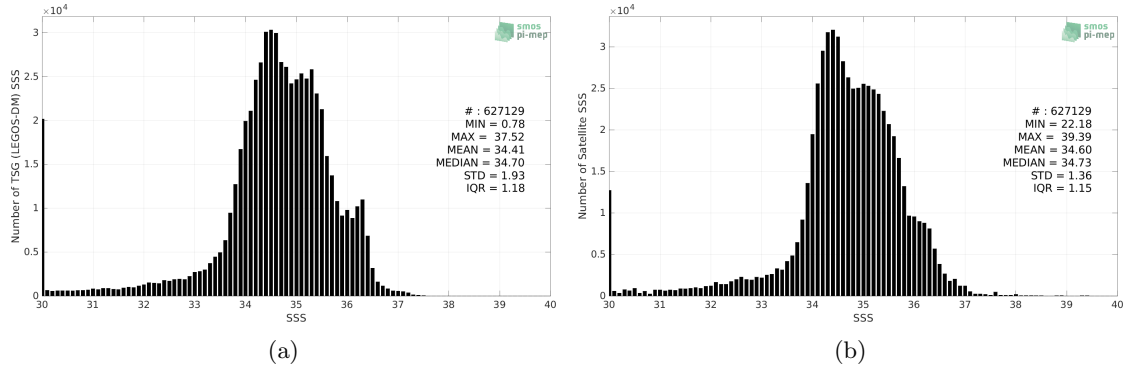 ×10⁴
3
2.5
2
1.5
1
0.5
0
Number of TSG (LEGOS-DM) SSS
smos
pi-mep
# : 627129
MIN = 0.78
MAX = 37.52
MEAN = 34.41
MEDIAN = 34.70
STD = 1.93
IQR = 1.18
30 31 32 33 34 35 36 37 38 39 40
SSS
(a)
×10⁴
3
2.5
2
1.5
1
0.5
0
Number of Satellite SSS
smos
pi-mep
# : 627129
MIN = 22.18
MAX = 39.39
MEAN = 34.60
MEDIAN = 34.73
STD = 1.36
IQR = 1.15
30 31 32 33 34 35 36 37 38 39 40
SSS
(b)